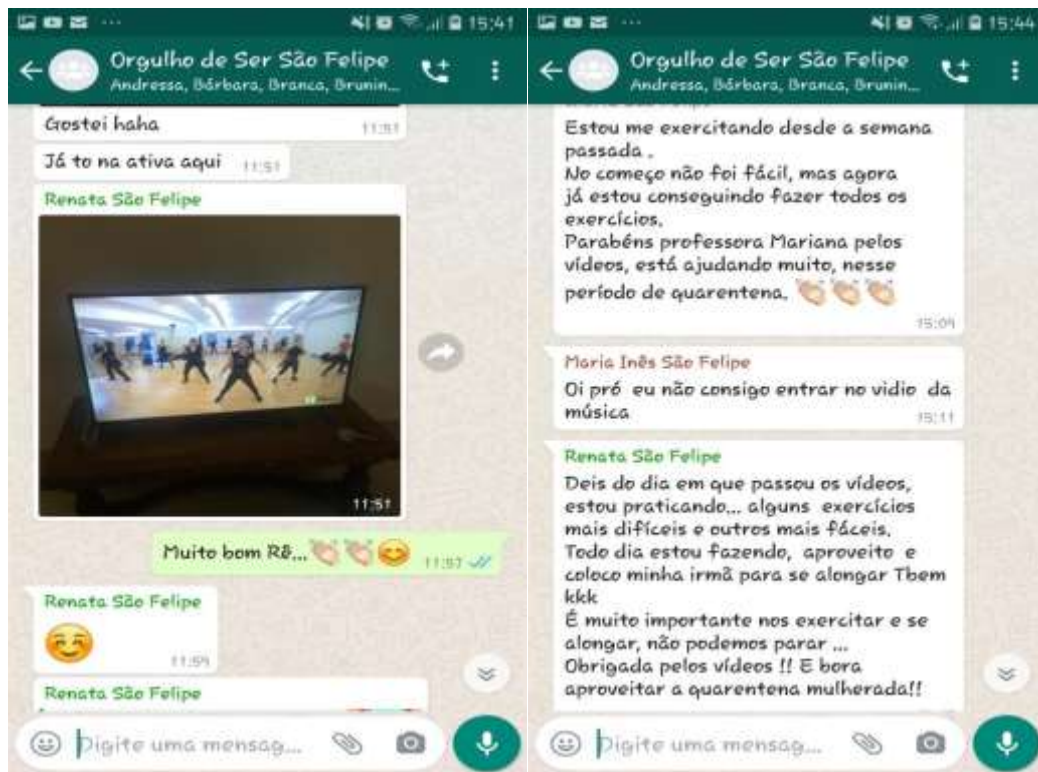 15:41
Orgulho de Ser São Felipe
Andressa, Bárbara, Branca, Brunin...
Gostei haha
11:51
Já to na ativa aqui
11:51
Renata São Felipe
11:51
Muito bom Rê...
11:57
Renata São Felipe
11:59
Renata São Felipe
Digite uma mensag...
15:44
Orgulho de Ser São Felipe
Andressa, Bárbara, Branca, Brunin...
Estou me exercitando desde a semana
passada .
No começo não foi fácil, mas agora
já estou conseguindo fazer todos os
exercícios.
Parabéns professora Mariana pelos
vídeos, está ajudando muito, nesse
período de quarentena.
15:09
Maria Inês São Felipe
Oi pró eu não consigo entrar no vidio da
música
15:11
Renata São Felipe
Deis do dia em que passou os vídeos,
estou praticando... alguns exercícios
mais difíceis e outros mais fáceis.
Todo dia estou fazendo, aproveito e
coloco minha irmã para se alongar Tbem
kkk
É muito importante nos exercitar e se
alongar, não podemos parar ...
Obrigada pelos vídeos !! E bora
aproveitar a quarentena mulherada!!
Digite uma mensag...